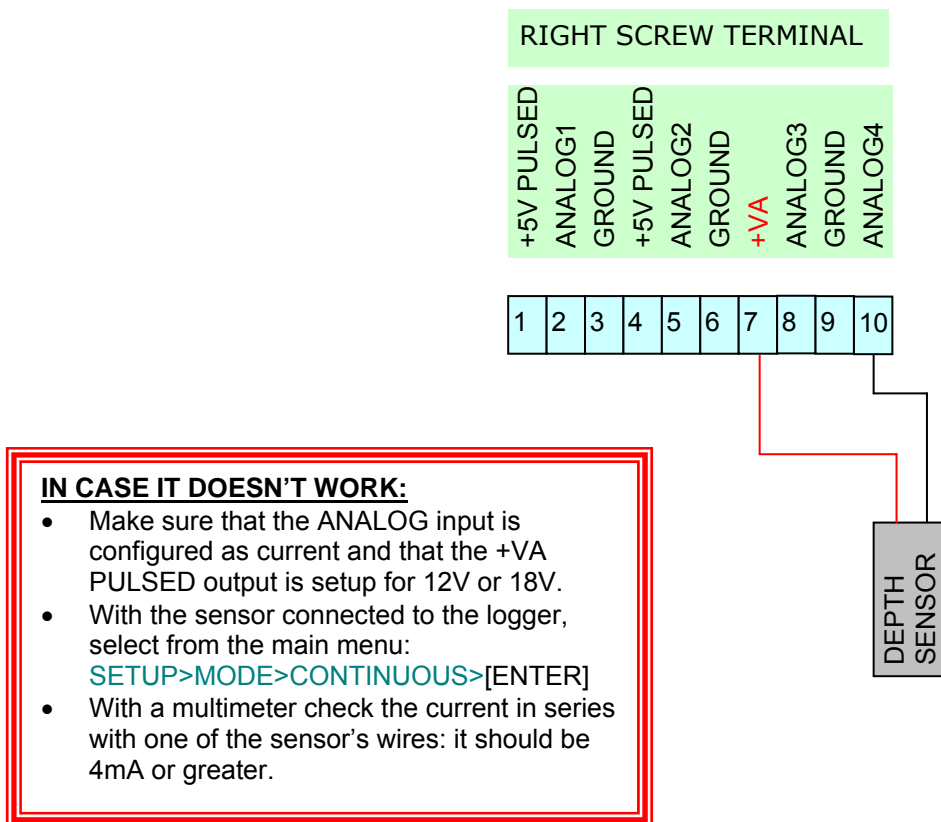 RIGHT SCREW TERMINAL
+5V PULSED
ANALOG1
GROUND
+5V PULSED
ANALOG2
GROUND
+VA
ANALOG3
GROUND
ANALOG4
1 2 3 4 5 6 7 8 9 10
IN CASE IT DOESN’T WORK:
• Make sure that the ANALOG input is
configured as current and that the +VA
PULSED output is setup for 12V or 18V.
• With the sensor connected to the logger,
select from the main menu:
SETUP>MODE>CONTINUOUS>[ENTER]
• With a multimeter check the current in series
with one of the sensor’s wires: it should be
4mA or greater.
DEPTH
SENSOR